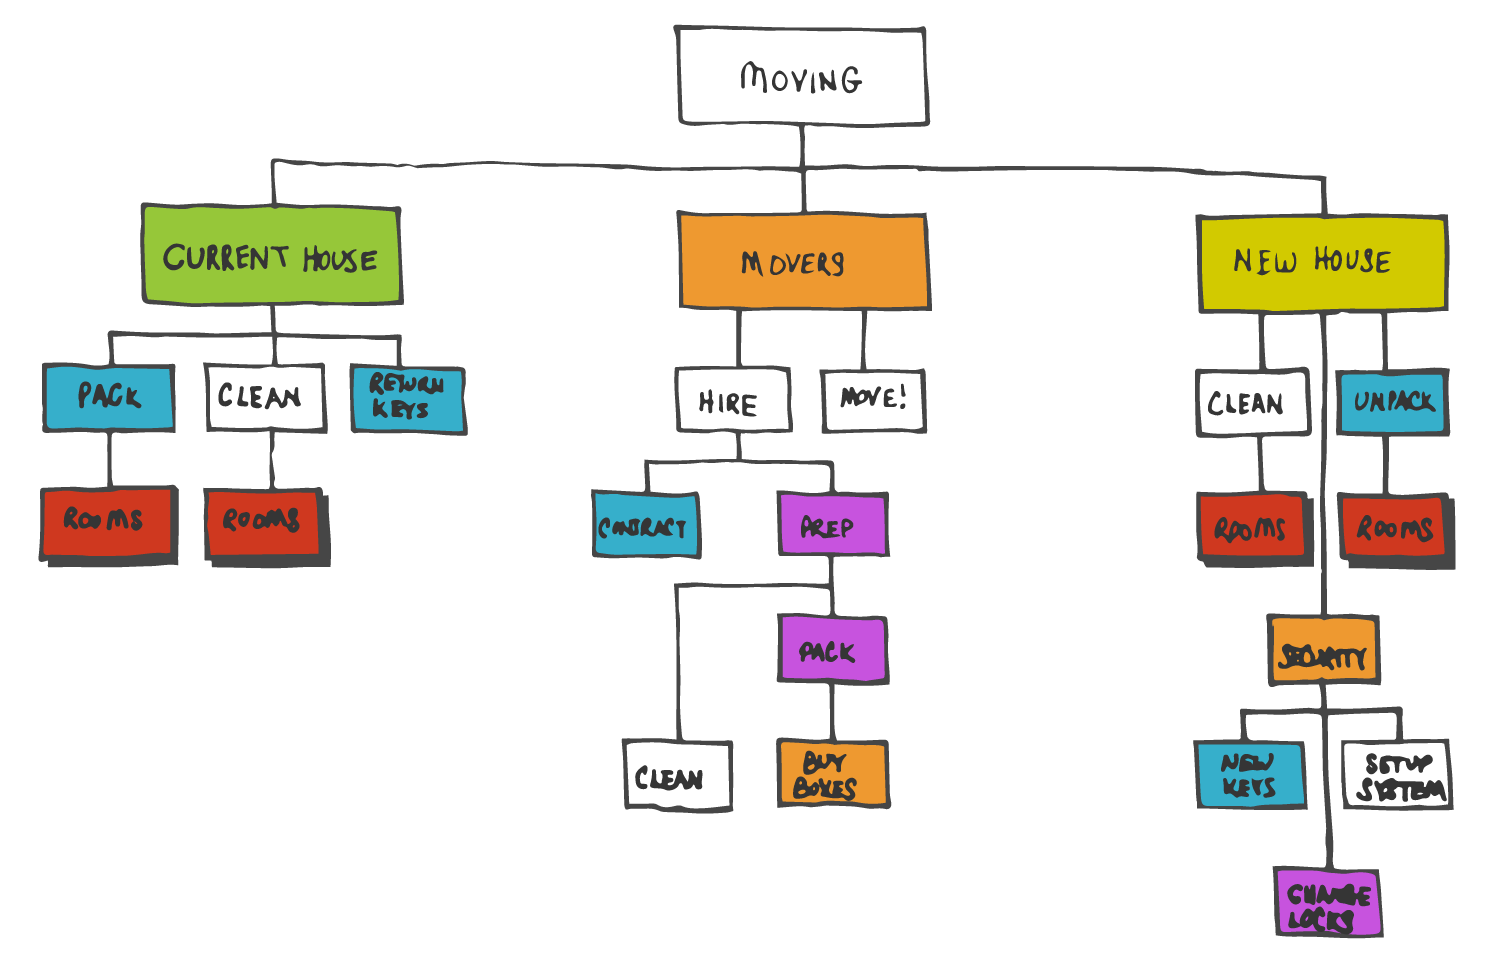 MOVING
CURRENT HOUSE
MOVERS
NEW HOUSE
PACK
CLEAN
RETURN
KEYS
HIRE
MOVE!
CLEAN
UNPACK
ROOMS
ROOMS
CONTRACT
PREP
ROOMS
ROOMS
PACK
SECURITY
CLEAN
BUY
BOXES
NEW
KEYS
SETUP
SYSTEM
CHANGE
LOCKS